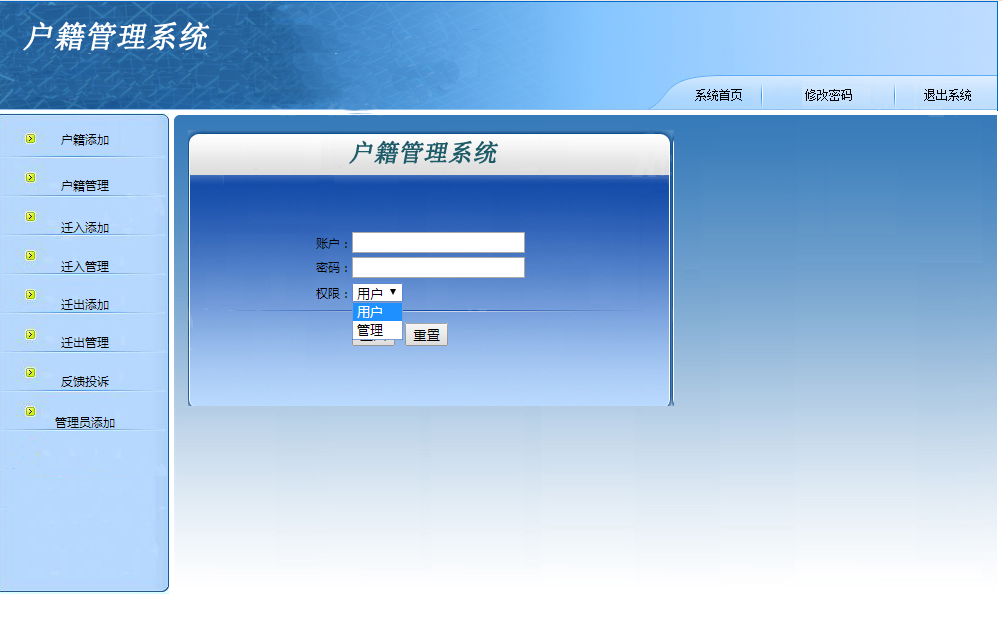 户籍管理系统
系统首页 修改密码 退出系统
户籍添加
户籍管理
迁入添加
迁入管理
迁出添加
迁出管理
反馈投诉
管理员添加
户籍管理系统
账户：
密码：
权限：用户
用户
管理
重置